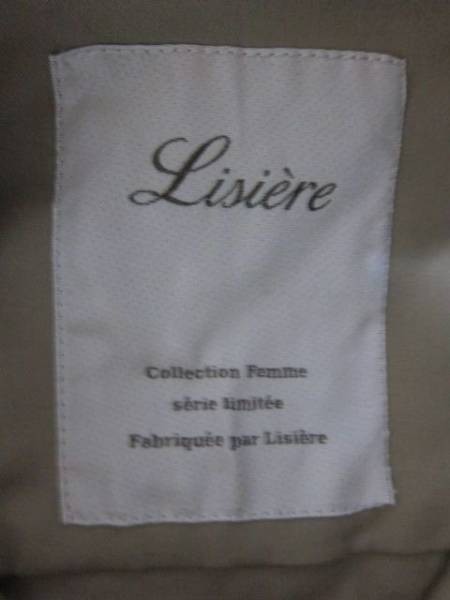 Lisière
Collection Femme
série limitée
Fabriquée par Lisière